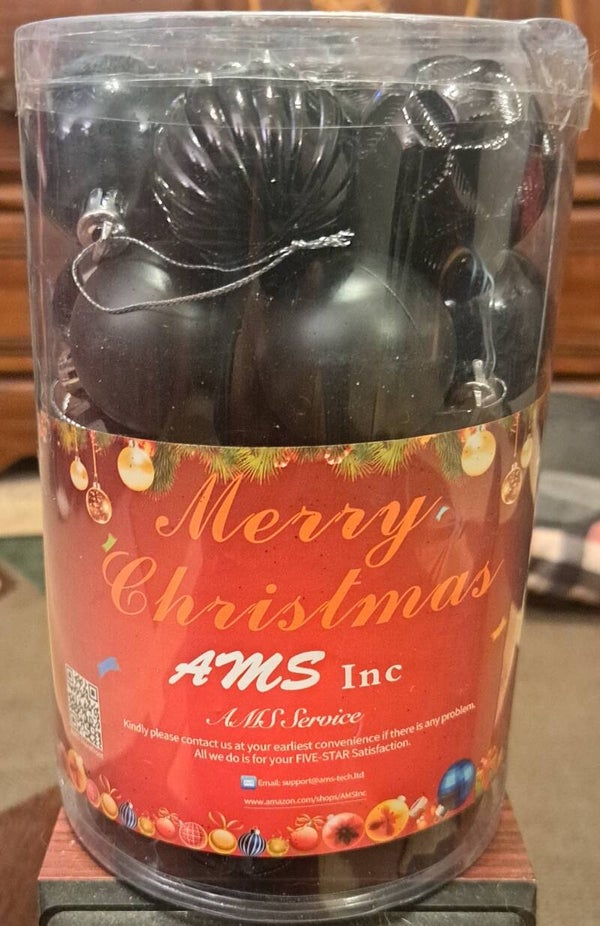 Merry
Christmas
AMS Inc
AMS Service
Kindly please contact us at your earliest convenience if there is any problem.
All we do is for your FIVE-STAR Satisfaction.
Email: support@ams-tech.ltd
www.amazon.com/shops/AMSInc